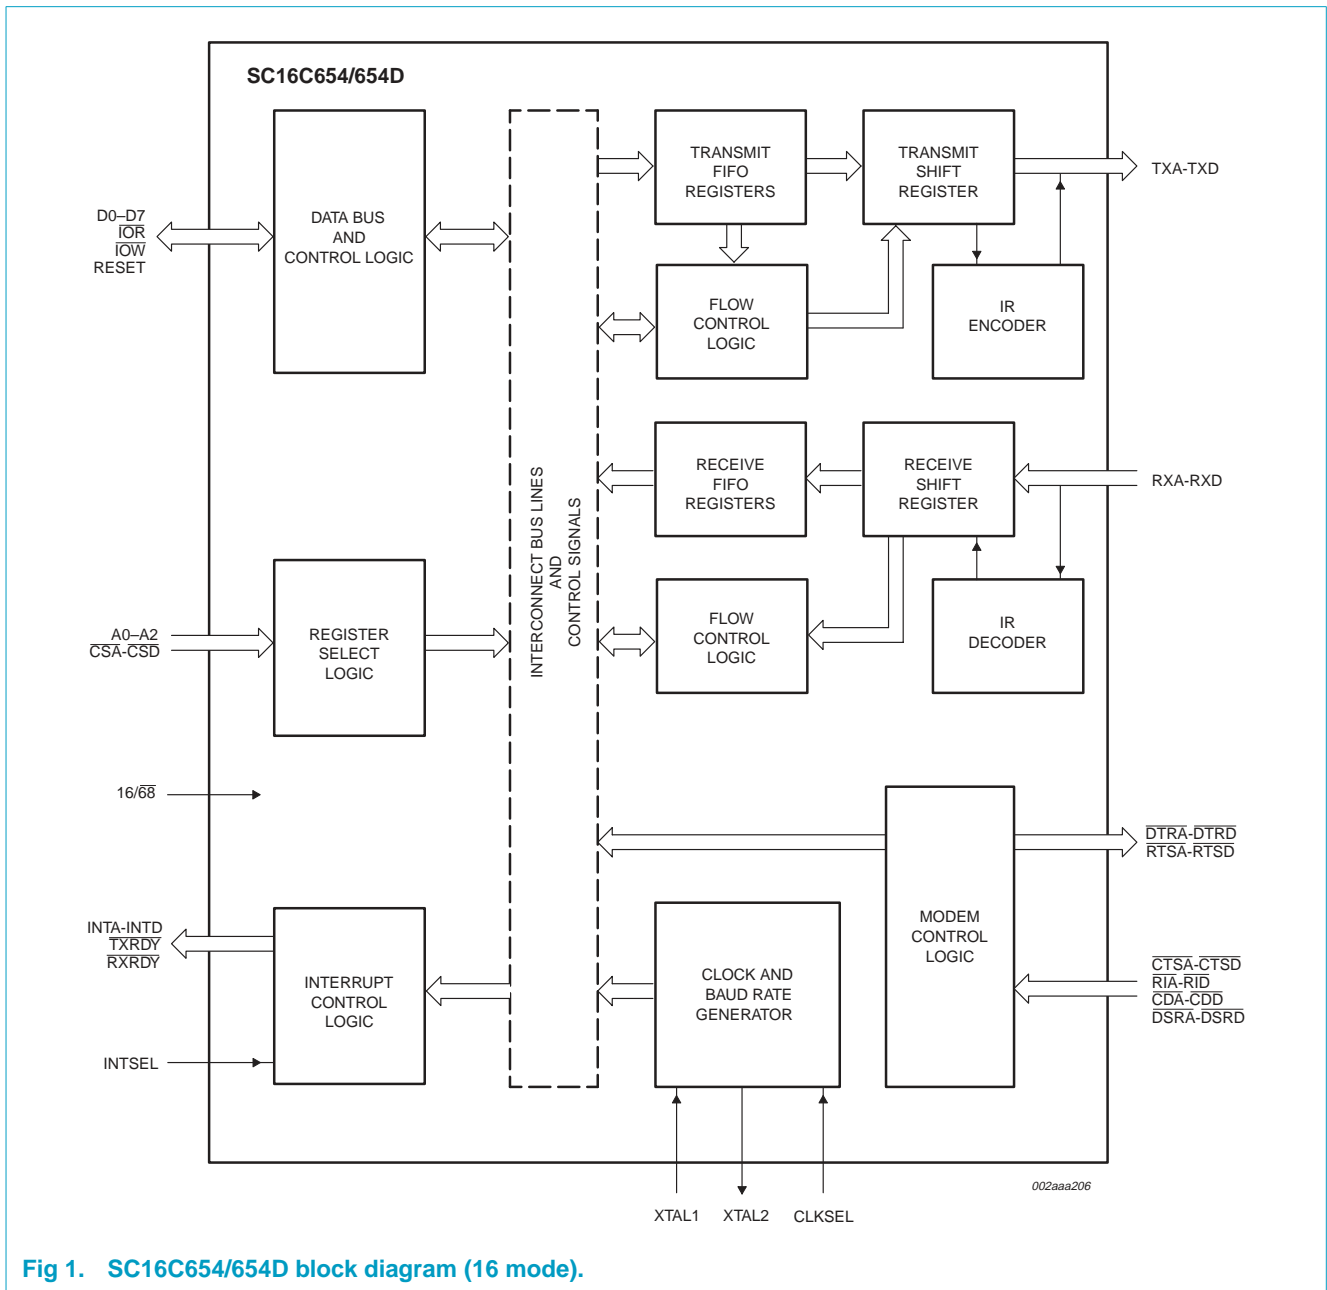 SC16C654/654D
DATA BUS
AND
CONTROL LOGIC
D0–D7
IOR
IOW
RESET
TRANSMIT
FIFO
REGISTERS
TRANSMIT
SHIFT
REGISTER
TXA-TXD
FLOW
CONTROL
LOGIC
IR
ENCODER
INTERCONNECT BUS LINES
AND
CONTROL SIGNALS
RECEIVE
FIFO
REGISTERS
RECEIVE
SHIFT
REGISTER
RXA-RXD
FLOW
CONTROL
LOGIC
IR
DECODER
A0–A2
CSA-CSD
REGISTER
SELECT
LOGIC
16/68
DTRA-DTRD
RTSA-RTSD
MODEM
CONTROL
LOGIC
CTSA-CTSD
RIA-RID
CDA-CDD
DSRA-DSRD
INTA-INTD
TXRDY
RXRDY
INTERRUPT
CONTROL
LOGIC
INTSEL
CLOCK AND
BAUD RATE
GENERATOR
XTAL1
XTAL2
CLKSEL
002aaa206
Fig 1. SC16C654/654D block diagram (16 mode).